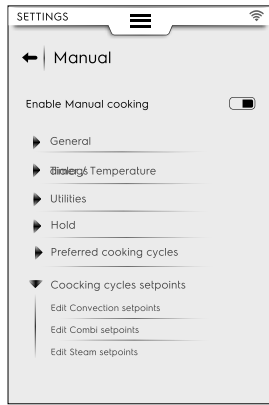 SETTINGS
Manual
Enable Manual cooking
General
Temperature
Utilities
Hold
Preferred cooking cycles
Coocking cycles setpoints
Edit Convection setpoints
Edit Combi setpoints
Edit Steam setpoints